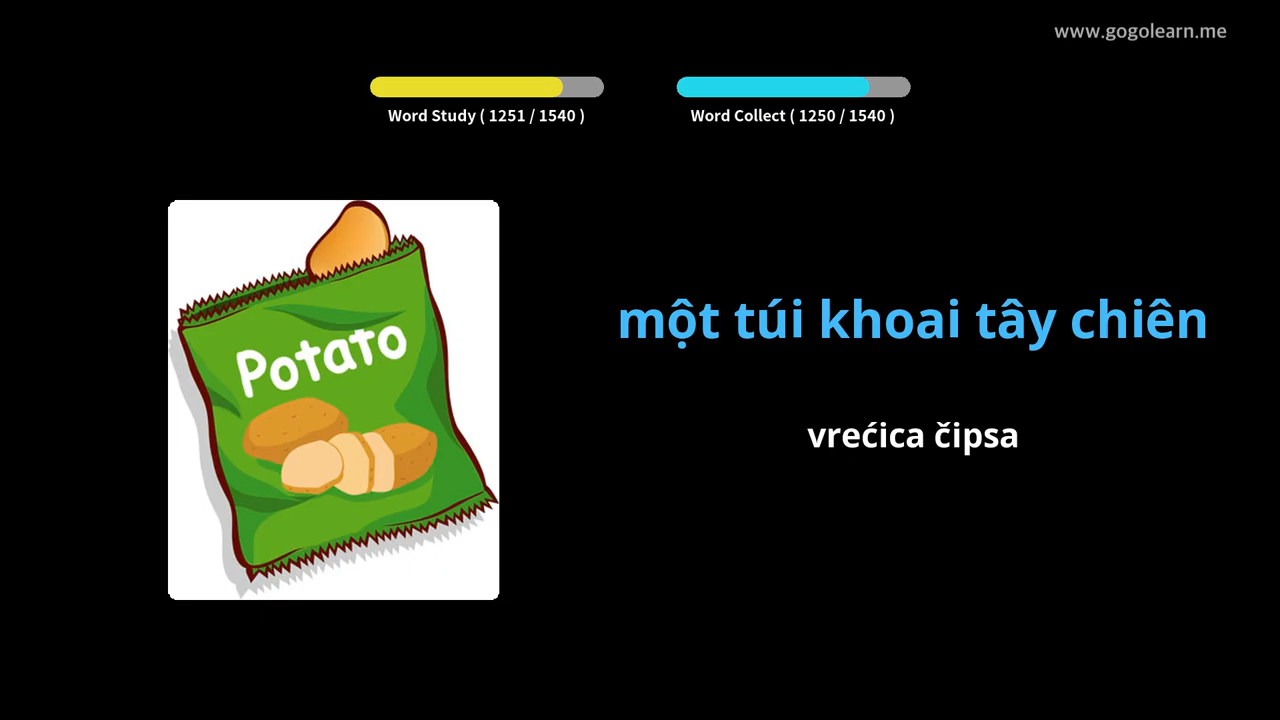 www.gogolearn.me
Word Study ( 1251 / 1540 )
Word Collect ( 1250 / 1540 )
Potato
một túi khoai tây chiên
vrećica čipsa